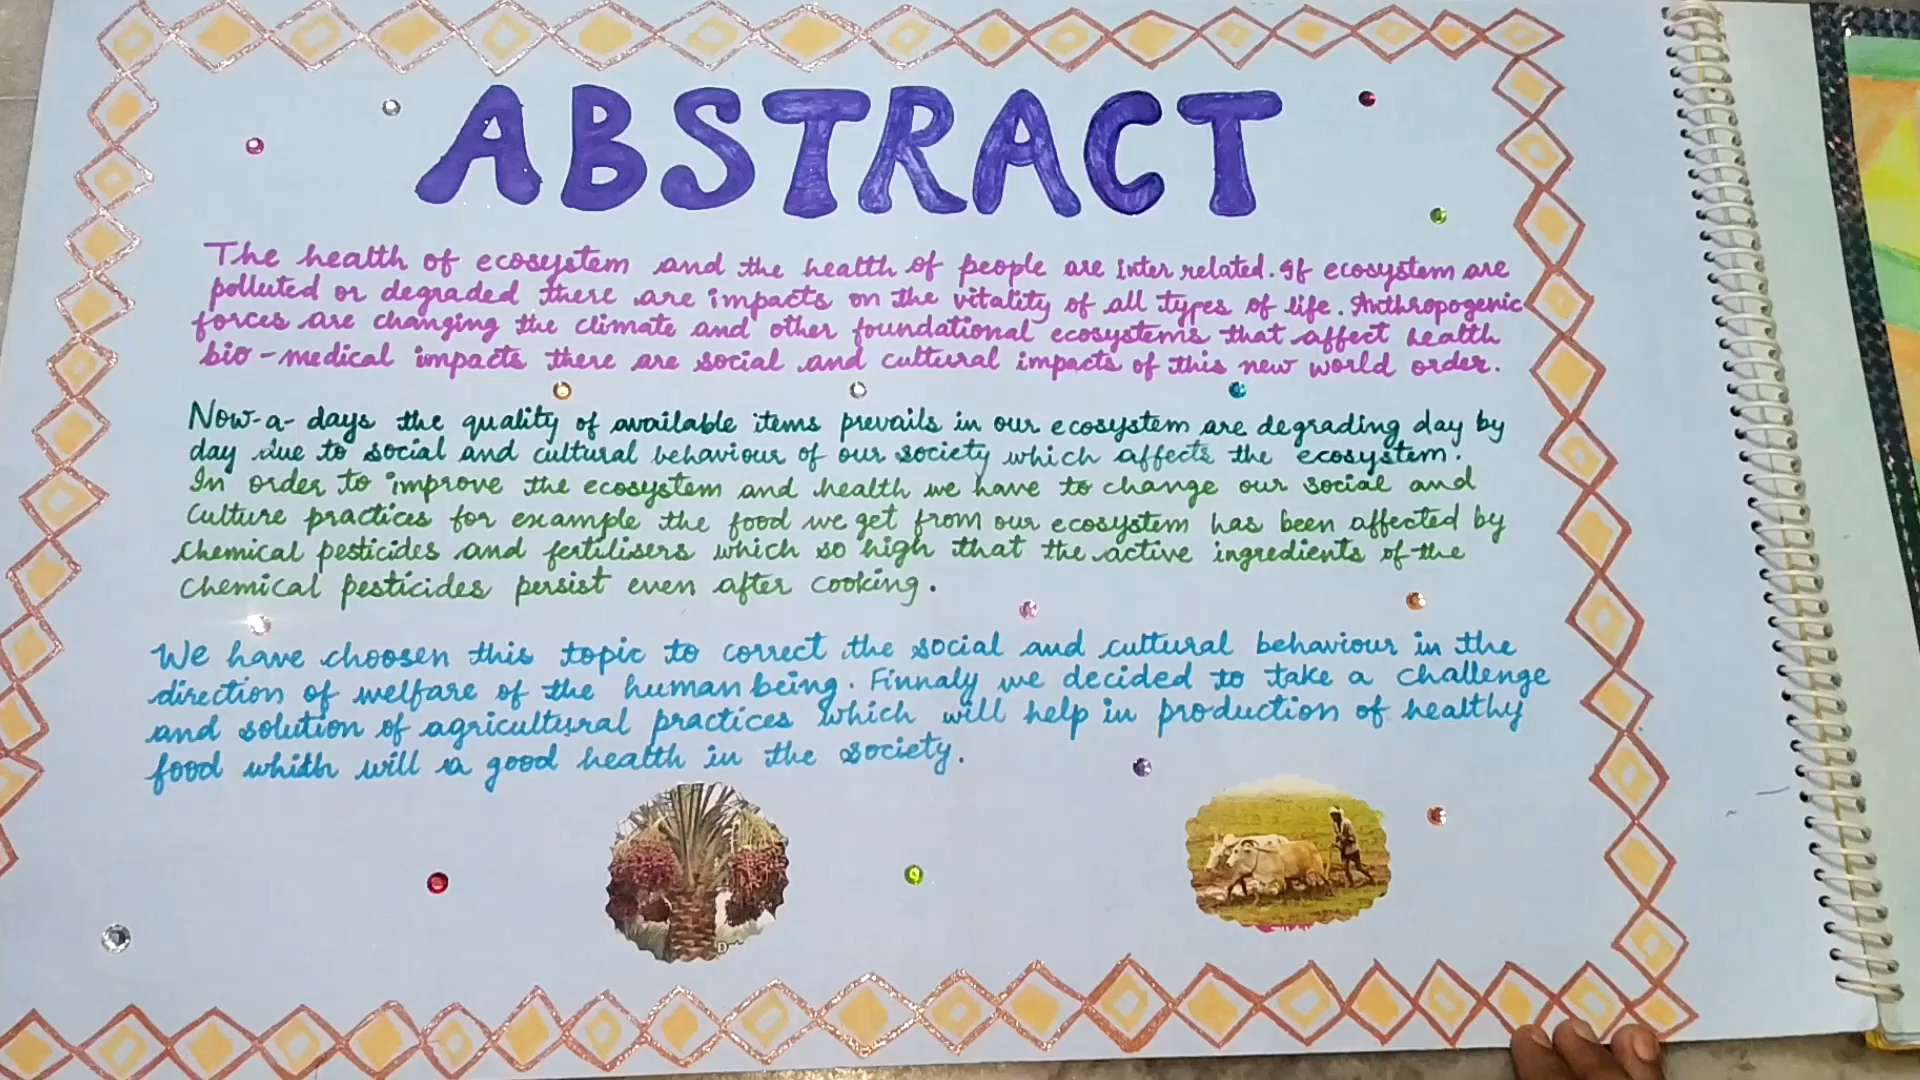 ABSTRACT
The health of ecosystem and the health of people are inter related. If ecosystem are
polluted or degraded there are impacts on the vitality of all types of life. Anthropogenic
forces are changing the climate and other foundational ecosystems that affect health
bio-medical impacts there are social and cultural impacts of this new world order.
Now-a-days the quality of available items prevails in our ecosystem are degrading day by
day due to social and cultural behaviour of our society which affects the ecosystem.
In order to improve the ecosystem and health we have to change our social and
culture practices for example the food we get from our ecosystem has been affected by
chemical pesticides and fertilisers which so high that the active ingredients of the
chemical pesticides persist even after cooking.
We have choosen this topic to correct the social and cultural behaviour in the
direction of welfare of the human being. Finnaly we decided to take a challenge
and solution of agricultural practices which will help in production of healthy
food will a good health in the society.